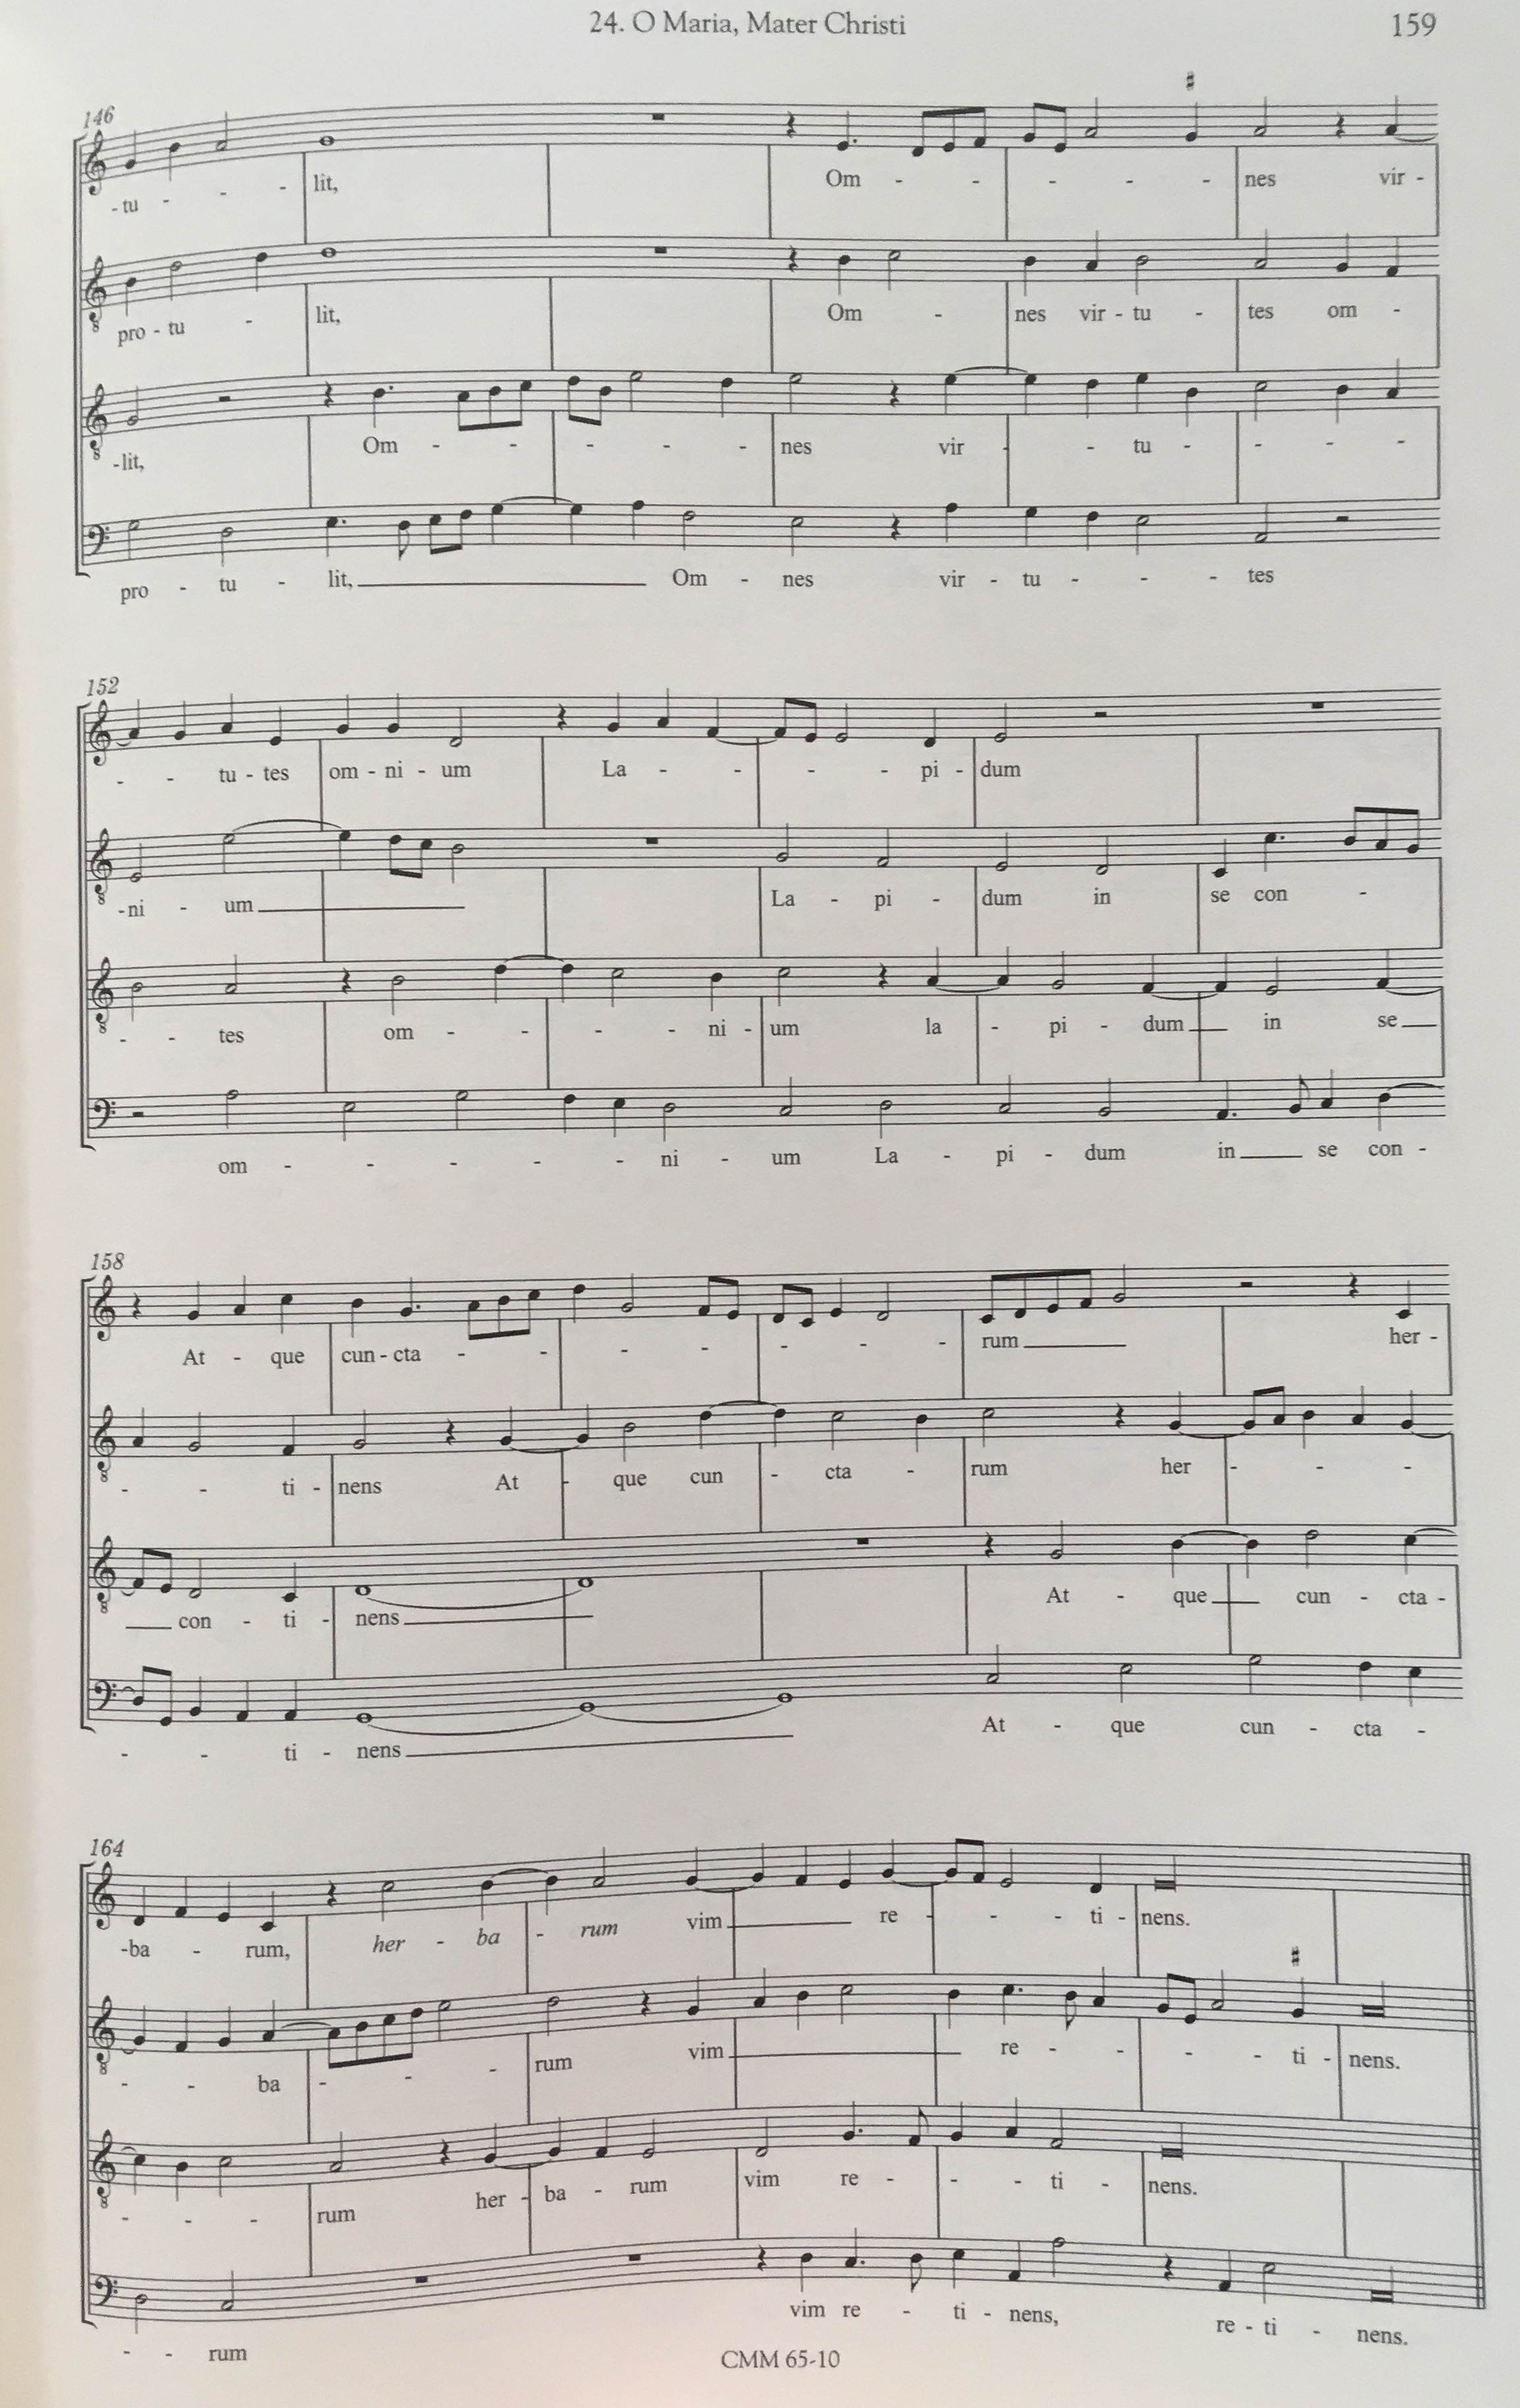 24. O Maria, Mater Christi 159
146
- tu - - - lit, Om - - - - - nes vir -
pro - tu - lit, Om - nes vir - tu - tes om -
-lit, Om - - - - - nes vir - - tu - - - -
pro - tu - lit, Om - nes vir - tu - - - tes
152
- - tu - tes om - ni - um La - - - - pi - dum
-ni - um La - pi - dum in se con -
- - tes om - - - - ni - um la - pi - dum in se
om - - - - - ni - um La - pi - dum in se con -
158
At - que cun - cta - - - - - - - rum her -
- - ti - nens At - que cun - cta - rum her - - -
con - ti - nens At - que cun - cta -
- - ti - nens At - que cun - cta -
164
-ba - rum, her - ba - rum vim re - - - ti - nens.
- - ba - - - rum vim re - - - - ti - nens.
- - - rum her - ba - rum vim re - - - ti - nens.
- - rum vim re - ti - nens, re - ti - nens.
CMM 65-10